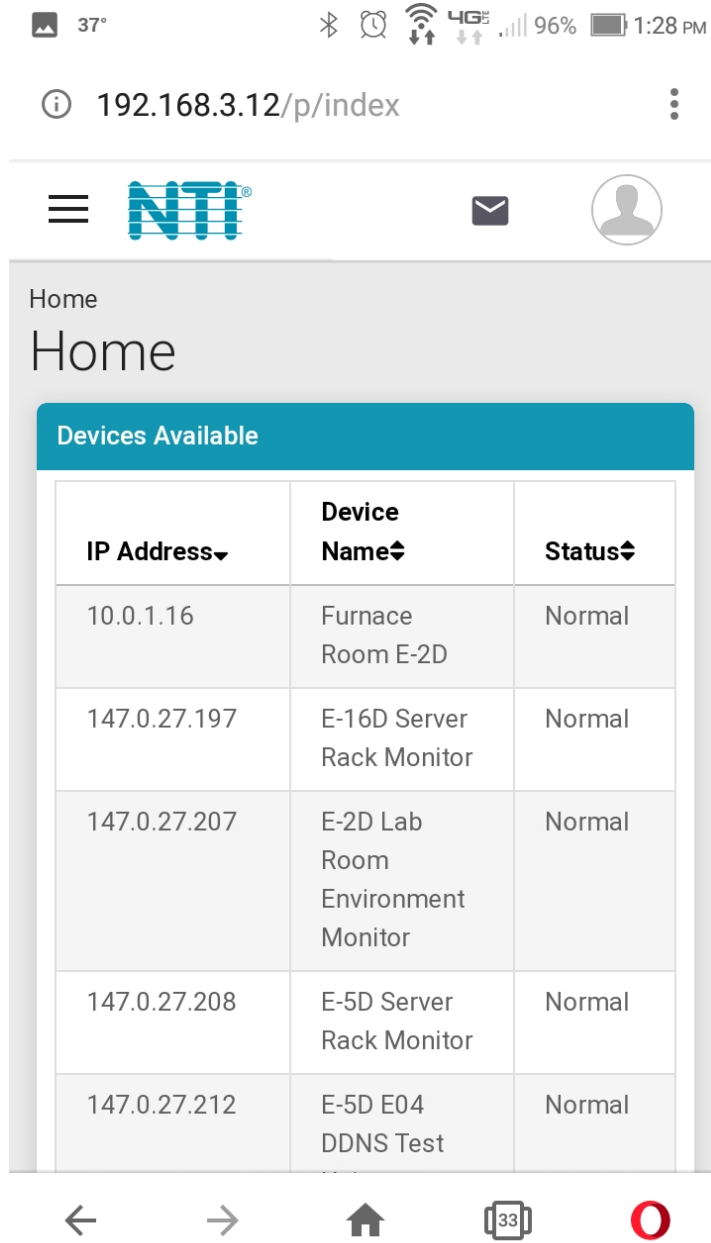 37°
4G LTE
96%
1:28 PM
192.168.3.12/p/index
NTI®
Home
Home
Devices Available
IP Address
Device
Name
Status
10.0.1.16
Furnace
Room E-2D
Normal
147.0.27.197
E-16D Server
Rack Monitor
Normal
147.0.27.207
E-2D Lab
Room
Environment
Monitor
Normal
147.0.27.208
E-5D Server
Rack Monitor
Normal
147.0.27.212
E-5D E04
DDNS Test
Normal
33